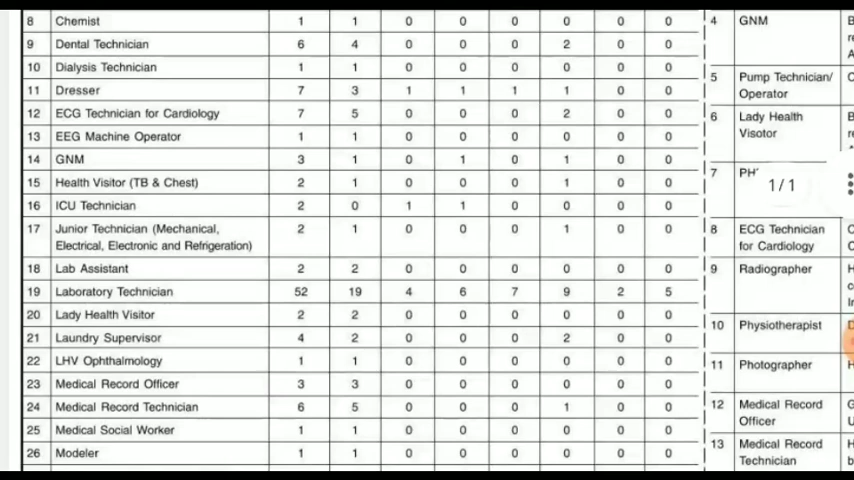 8 Chemist 1 1 0 0 0 0 0 0
9 Dental Technician 6 4 0 0 0 2 0 0
10 Dialysis Technician 1 1 0 0 0 0 0 0
11 Dresser 7 3 1 1 1 1 0 0
12 ECG Technician for Cardiology 7 5 0 0 0 2 0 0
13 EEG Machine Operator 1 1 0 0 0 0 0 0
14 GNM 3 1 0 1 0 1 0 0
15 Health Visitor (TB & Chest) 2 1 0 0 0 1 0 0
16 ICU Technician 2 0 1 1 0 0 0 0
17 Junior Technician (Mechanical, 2 1 0 0 0 1 0 0
Electrical, Electronic and Refrigeration)
18 Lab Assistant 2 2 0 0 0 0 0 0
19 Laboratory Technician 52 19 4 6 7 9 2 5
20 Lady Health Visitor 2 2 0 0 0 0 0 0
21 Laundry Supervisor 4 2 0 0 0 2 0 0
22 LHV Ophthalmology 1 1 0 0 0 0 0 0
23 Medical Record Officer 3 3 0 0 0 0 0 0
24 Medical Record Technician 6 5 0 0 0 1 0 0
25 Medical Social Worker 1 1 0 0 0 0 0 0
26 Modeler 1 1 0 0 0 0 0 0
4 GNM
5 Pump Technician/
Operator
6 Lady Health
Visotor
7
1/1
8 ECG Technician
for Cardiology
9 Radiographer
10 Physiotherapist
11 Photographer
12 Medical Record
Officer
13 Medical Record
Technician